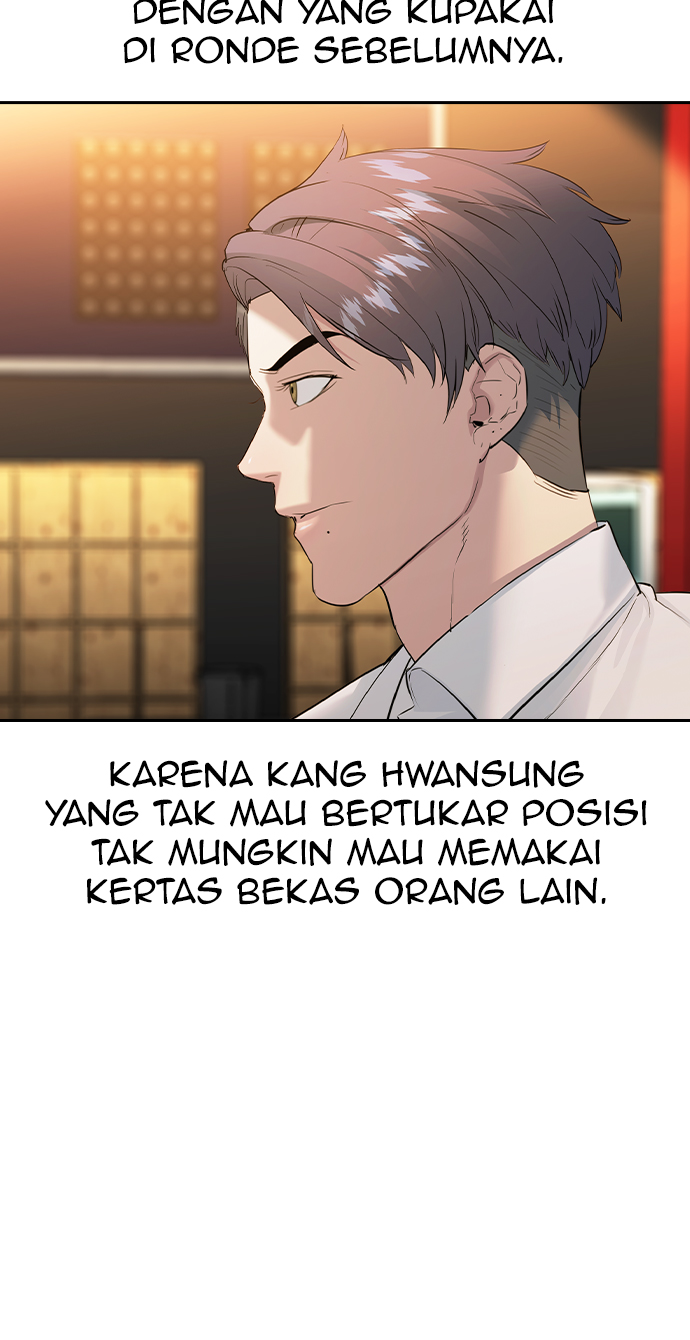 DENGAN YANG KUPAKAI
DI RONDE SEBELUMNYA.
KARENA KANG HWANSUNG
YANG TAK MAU BERTUKAR POSISI
TAK MUNGKIN MAU MEMAKAI
KERTAS BEKAS ORANG LAIN.